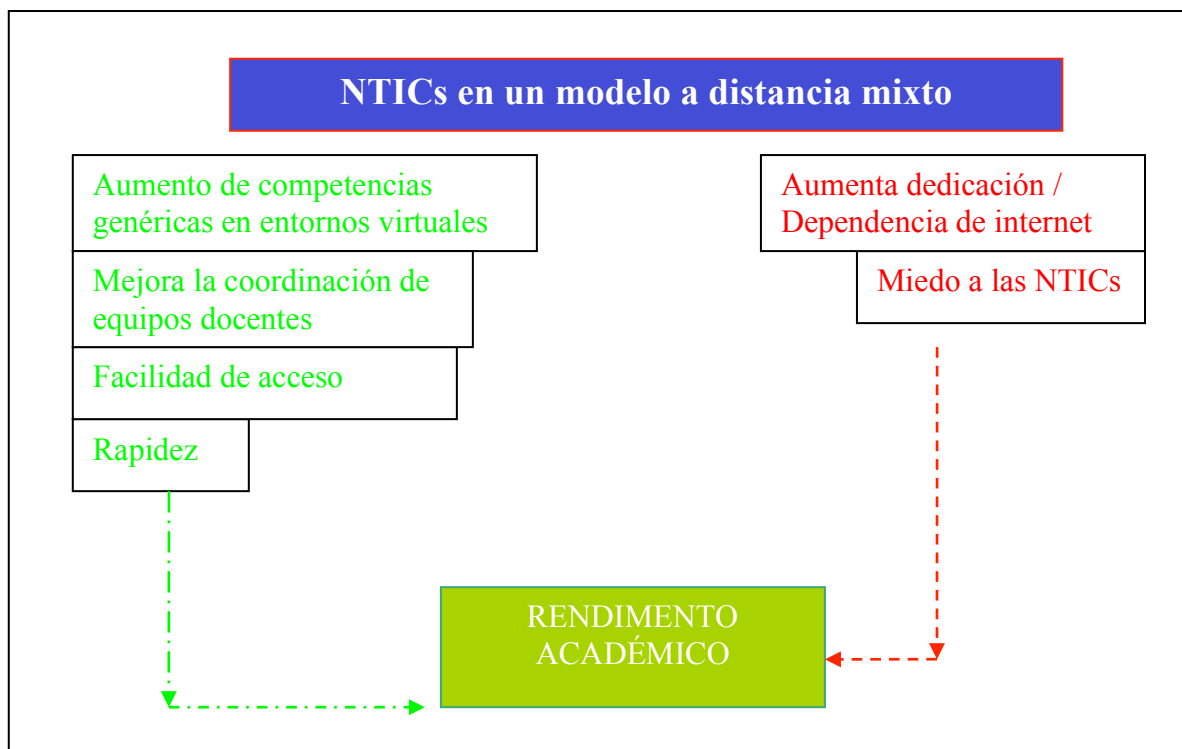 NTICs en un modelo a distancia mixto
Aumento de competencias
genéricas en entornos virtuales
Mejora la coordinación de
equipos docentes
Facilidad de acceso
Rapidez
Aumenta dedicación /
Dependencia de internet
Miedo a las NTICs
RENDIMENTO
ACADÉMICO